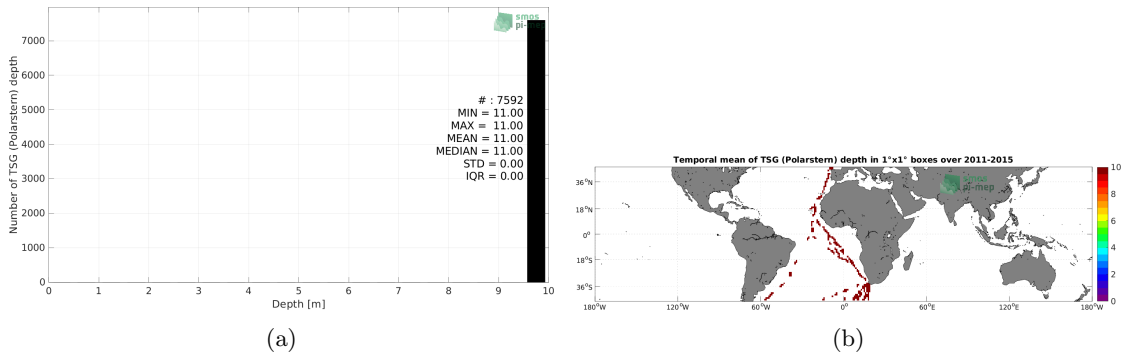 smos
pi-mep
7000
6000
5000
4000
3000
2000
1000
0
Number of TSG (Polarstern) depth
# : 7592
MIN = 11.00
MAX = 11.00
MEAN = 11.00
MEDIAN = 11.00
STD = 0.00
IQR = 0.00
0 1 2 3 4 5 6 7 8 9 10
Depth [m]
(a)
Temporal mean of TSG (Polarstern) depth in 1°x1° boxes over 2011-2015
smos
pi-mep
36°N
18°N
0°
18°S
36°S
180°W 120°W 60°W 0° 60°E 120°E 180°W
10
8
6
4
2
0
(b)